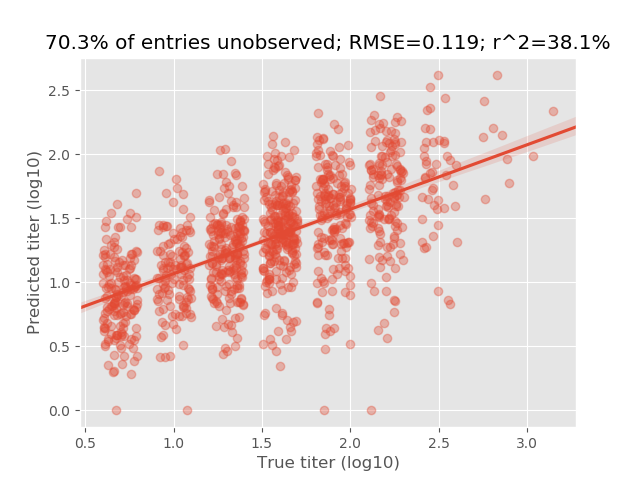 70.3% of entries unobserved; RMSE=0.119; r^2=38.1%
Predicted titer (log10)
2.5
2.0
1.5
1.0
0.5
0.0
0.5 1.0 1.5 2.0 2.5 3.0
True titer (log10)